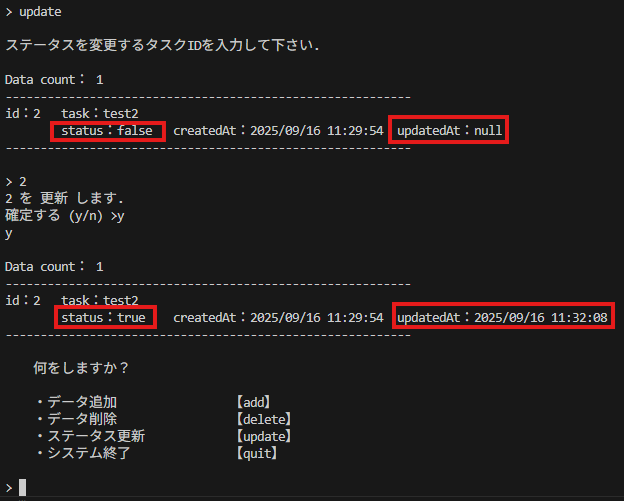 > update
ステータスを変更するタスクIDを入力して下さい.
Data count： 1
----------------------------------------------------------
id：2   task：test2
        status：false   createdAt：2025/09/16 11:29:54  updatedAt：null
----------------------------------------------------------
> 2
2 を 更新 します.
確定する (y/n) >y
y
Data count： 1
----------------------------------------------------------
id：2   task：test2
        status：true    createdAt：2025/09/16 11:29:54  updatedAt：2025/09/16 11:32:08
----------------------------------------------------------
何をしますか？
・データ追加 【add】
・データ削除 【delete】
・ステータス更新 【update】
・システム終了 【quit】
>